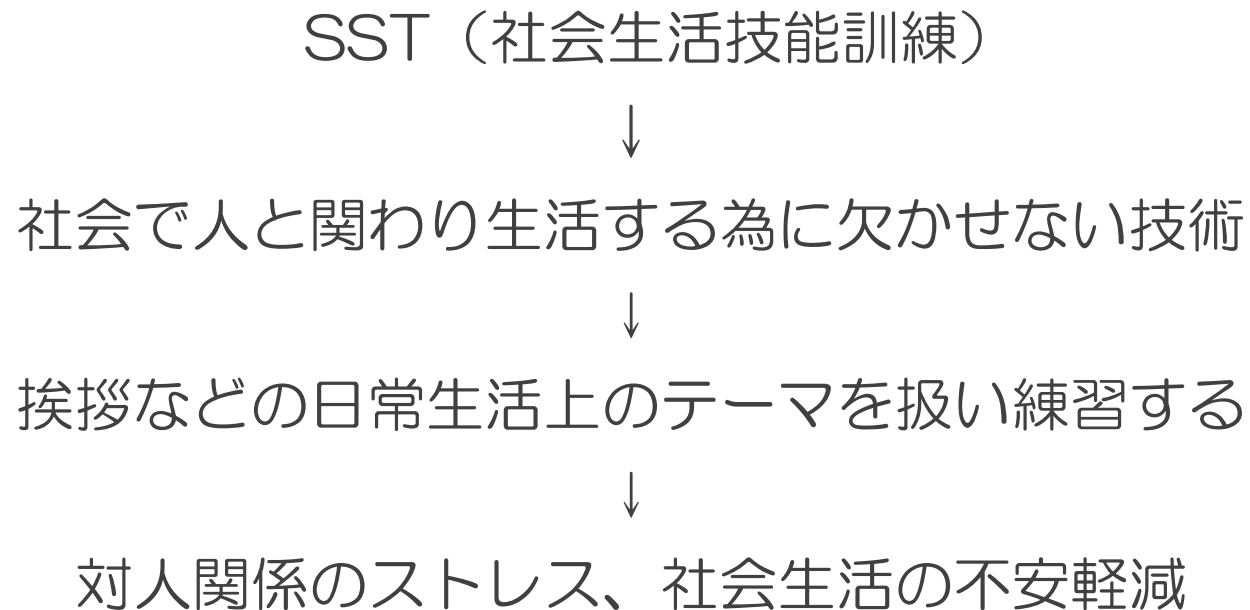 SST（社会生活技能訓練）
↓
社会で人と関わり生活する為に欠かせない技術
↓
挨拶などの日常生活上のテーマを扱い練習する
↓
対人関係のストレス、社会生活の不安軽減